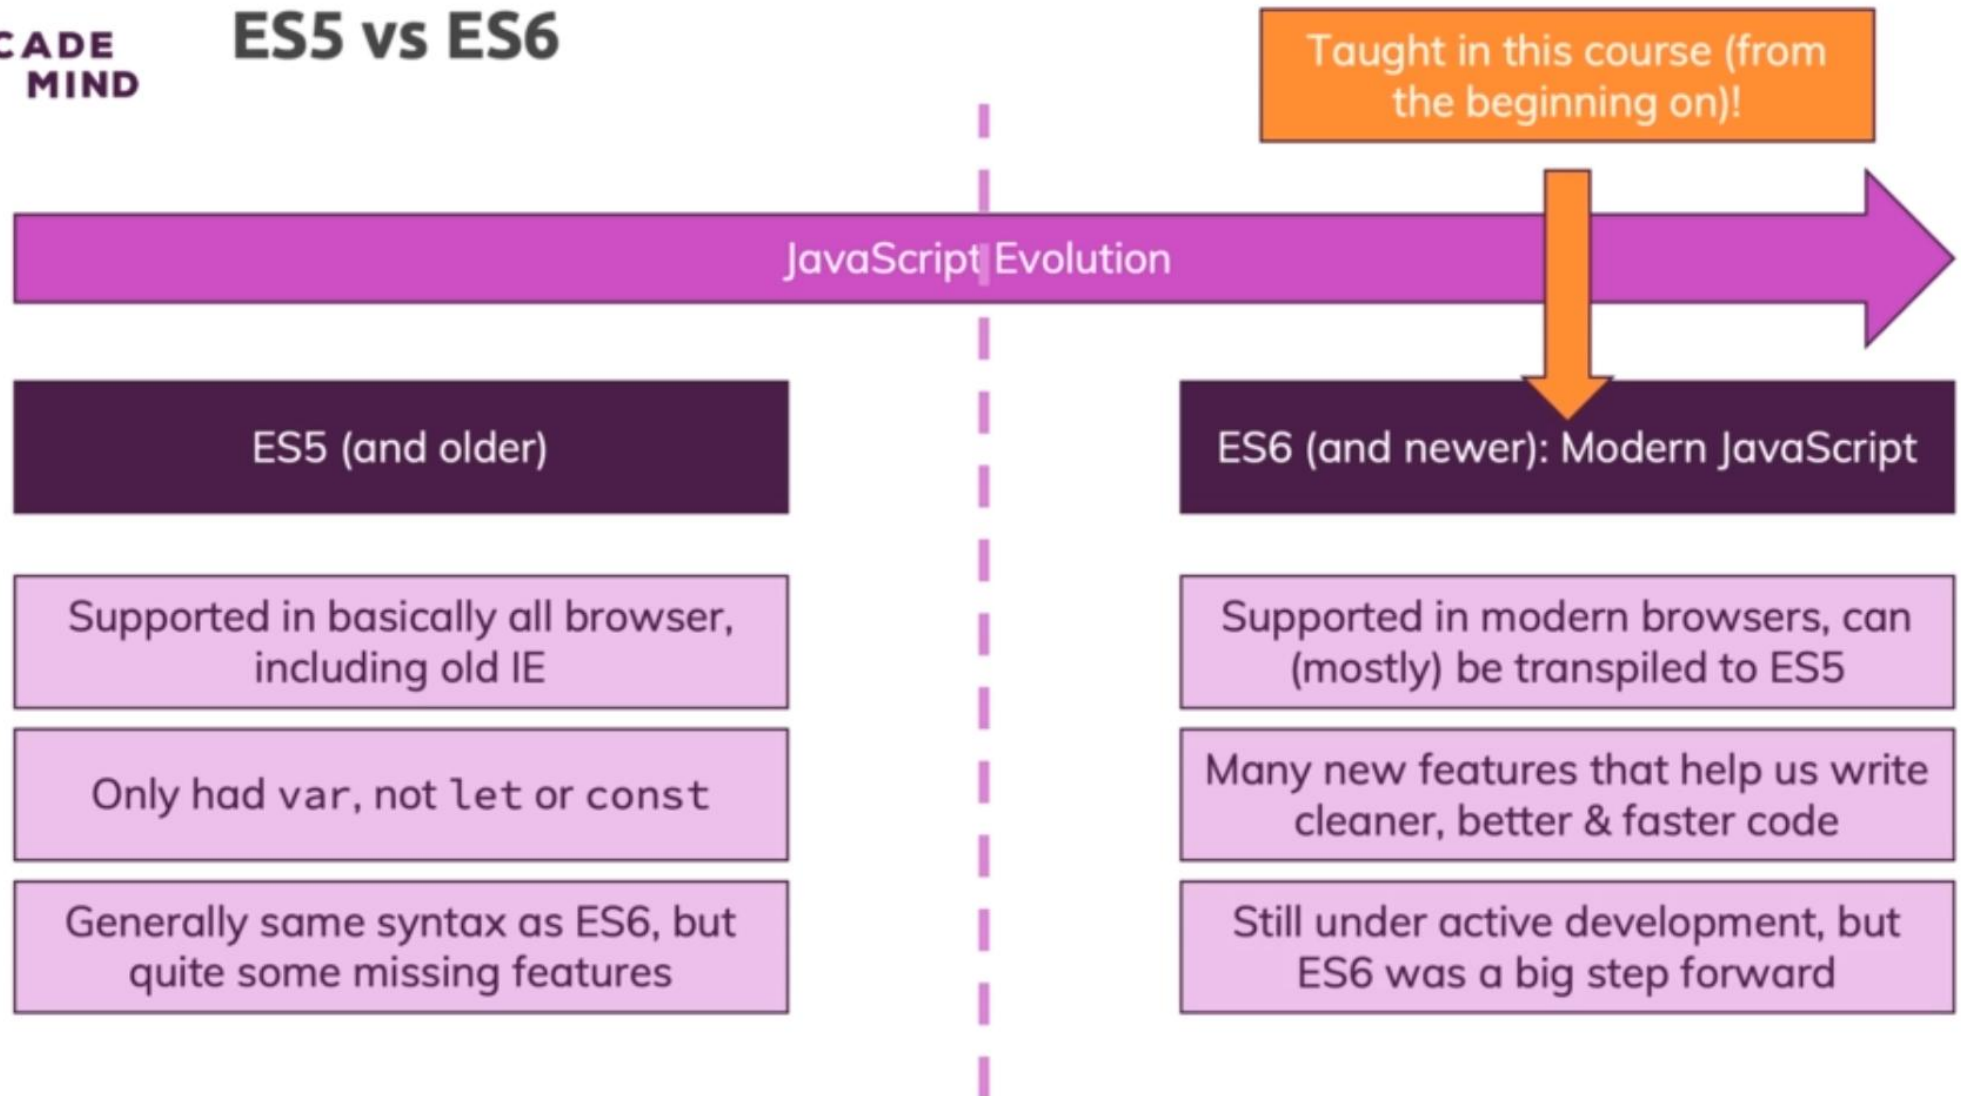 CADE
MIND
ES5 vs ES6
Taught in this course (from
the beginning on)!
JavaScript Evolution
ES5 (and older)
Supported in basically all browser,
including old IE
Only had var, not let or const
Generally same syntax as ES6, but
quite some missing features
ES6 (and newer): Modern JavaScript
Supported in modern browsers, can
(mostly) be transpiled to ES5
Many new features that help us write
cleaner, better & faster code
Still under active development, but
ES6 was a big step forward